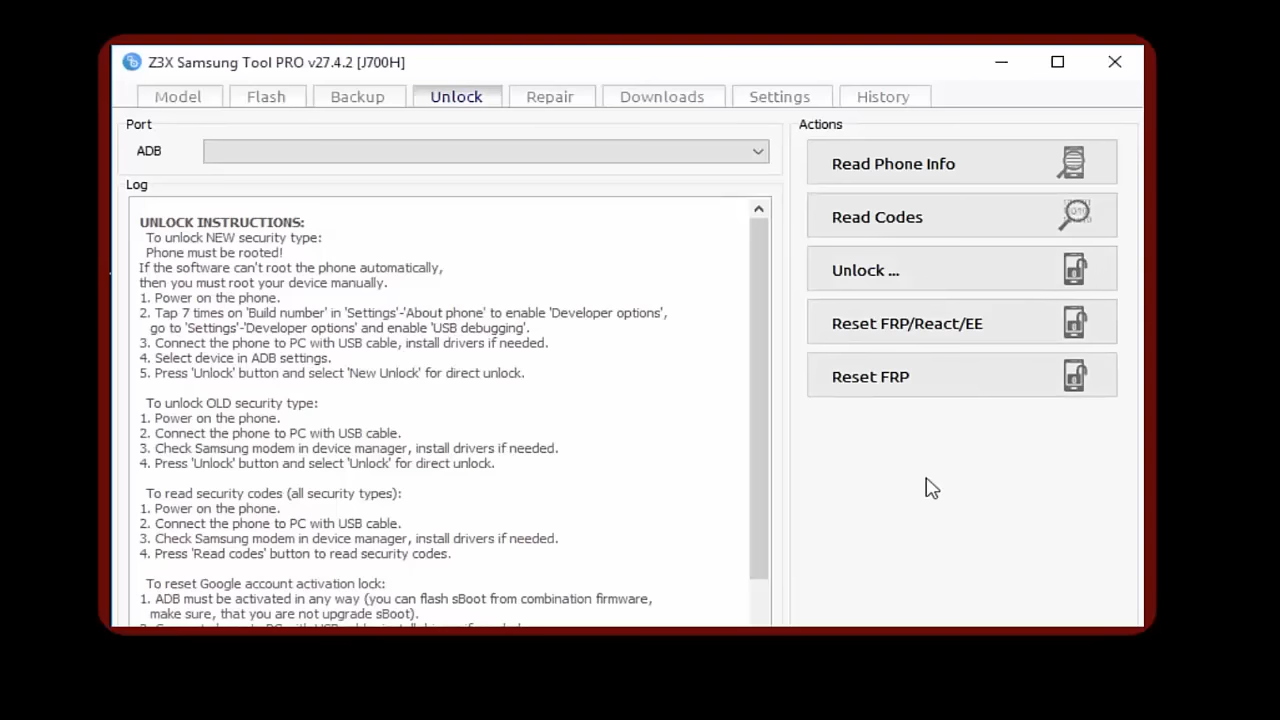 Z3X Samsung Tool PRO v27.4.2 [J700H]
Model Flash Backup Unlock Repair Downloads Settings History
Port
ADB
Log
UNLOCK INSTRUCTIONS:
To unlock NEW security type:
Phone must be rooted!
If the software can't root the phone automatically,
then you must root your device manually.
1. Power on the phone.
2. Tap 7 times on 'Build number' in 'Settings'-'About phone' to enable 'Developer options',
go to 'Settings'-'Developer options' and enable 'USB debugging'.
3. Connect the phone to PC with USB cable, install drivers if needed.
4. Select device in ADB settings.
5. Press 'Unlock' button and select 'New Unlock' for direct unlock.
To unlock OLD security type:
1. Power on the phone.
2. Connect the phone to PC with USB cable.
3. Check Samsung modem in device manager, install drivers if needed.
4. Press 'Unlock' button and select 'Unlock' for direct unlock.
To read security codes (all security types):
1. Power on the phone.
2. Connect the phone to PC with USB cable.
3. Check Samsung modem in device manager, install drivers if needed.
4. Press 'Read codes' button to read security codes.
To reset Google account activation lock:
1. ADB must be activated in any way (you can flash sBoot from combination firmware,
make sure, that you are not upgrade sBoot).
Actions
Read Phone Info
Read Codes
Unlock ...
Reset FRP/React/EE
Reset FRP